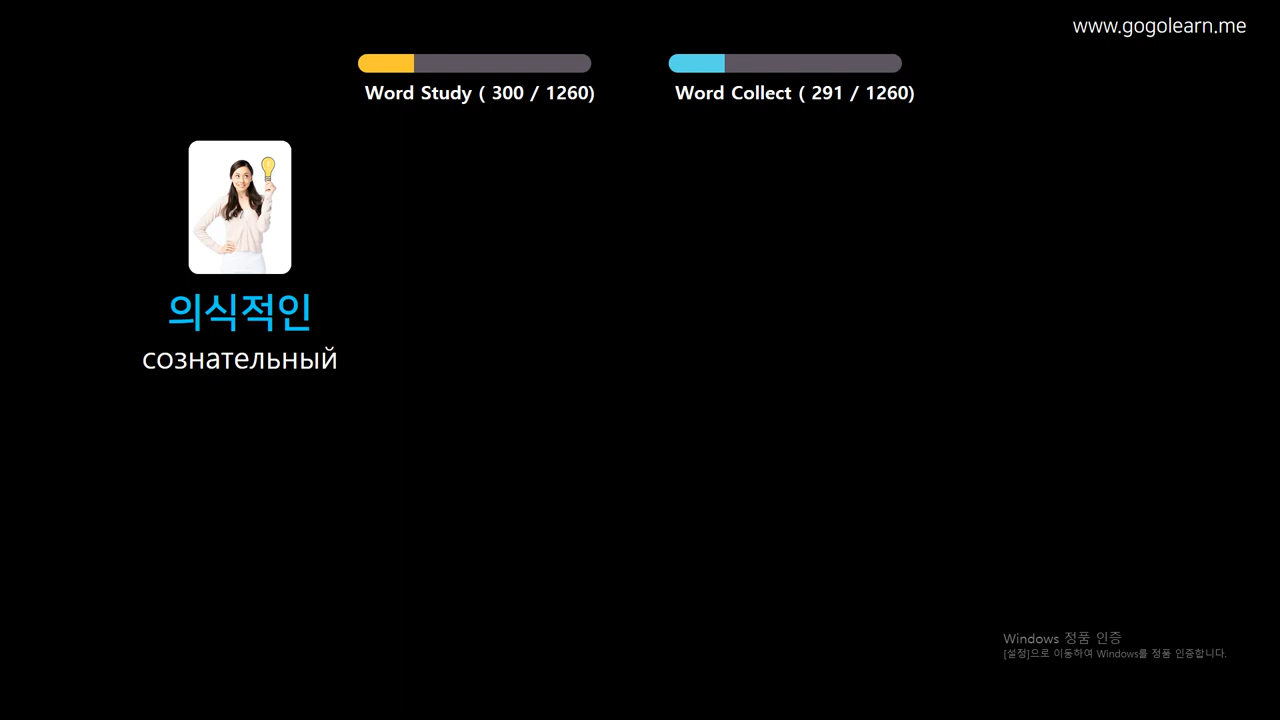 www.gogolearn.me
Word Study ( 300 / 1260)
Word Collect ( 291 / 1260)
의식적인
сознательный
Windows 정품 인증
[설정]으로 이동하여 Windows를 정품 인증합니다.